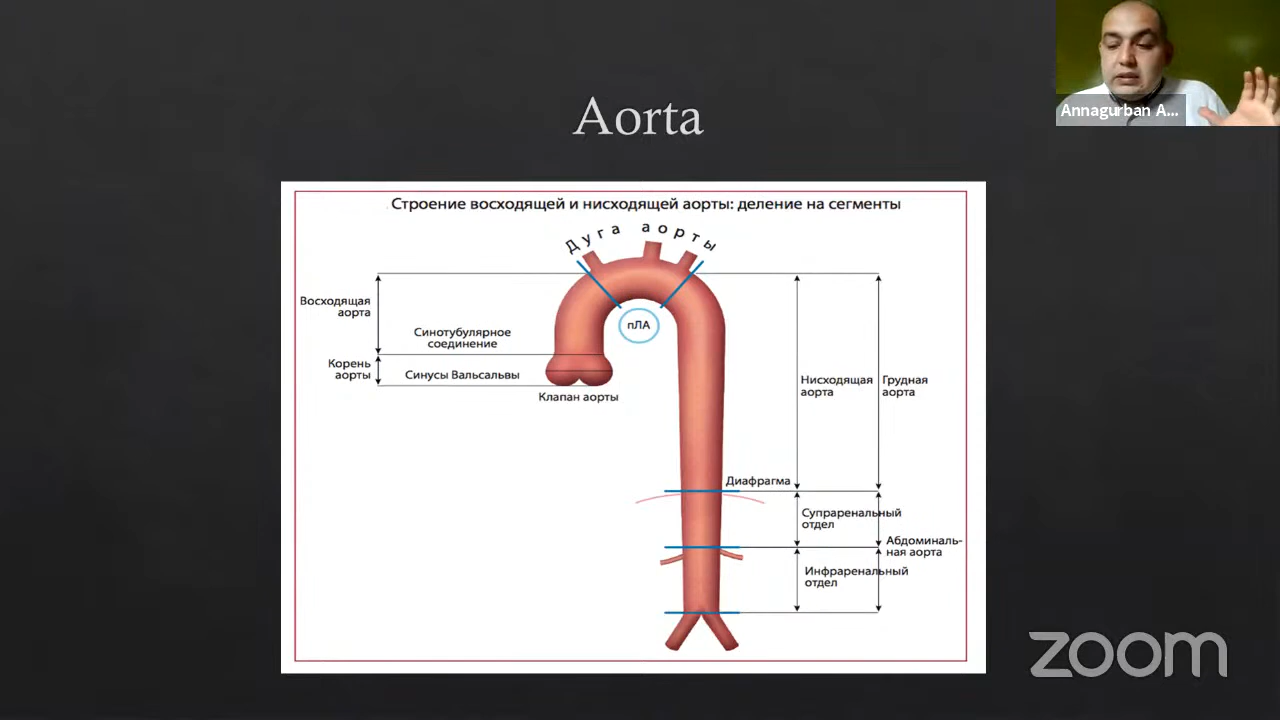 Annagurban A...
Aorta
Строение восходящей и нисходящей аорты: деление на сегменты
Дуга аорты
Восходящая
аорта
Синотубулярное
соединение
Корень
аорты
Синусы Вальсальвы
Клапан аорты
пЛА
Нисходящая
аорта
Грудная
аорта
Диафрагма
Супраренальный
отдел
Абдоминаль-
ная аорта
Инфраренальный
отдел
zoom